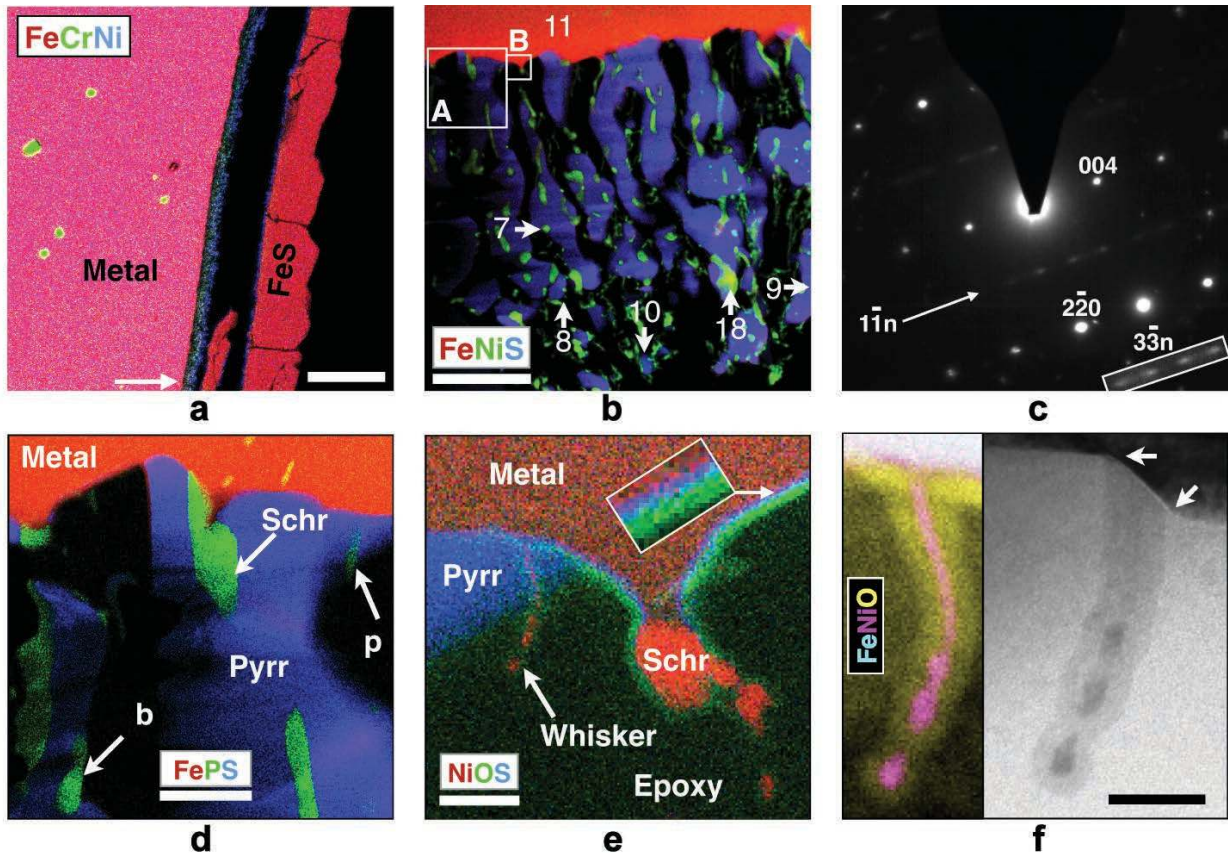 FeCrNi
Metal
FeS
a
11
B
A
7
10
9
8
18
FeNiS
b
004
11̄n
22̄0
33̄n
c
Metal
Schr
p
Pyrr
b
FePS
d
Metal
Pyrr
Schr
Whisker
NiOS
Epoxy
e
FeNiO
f